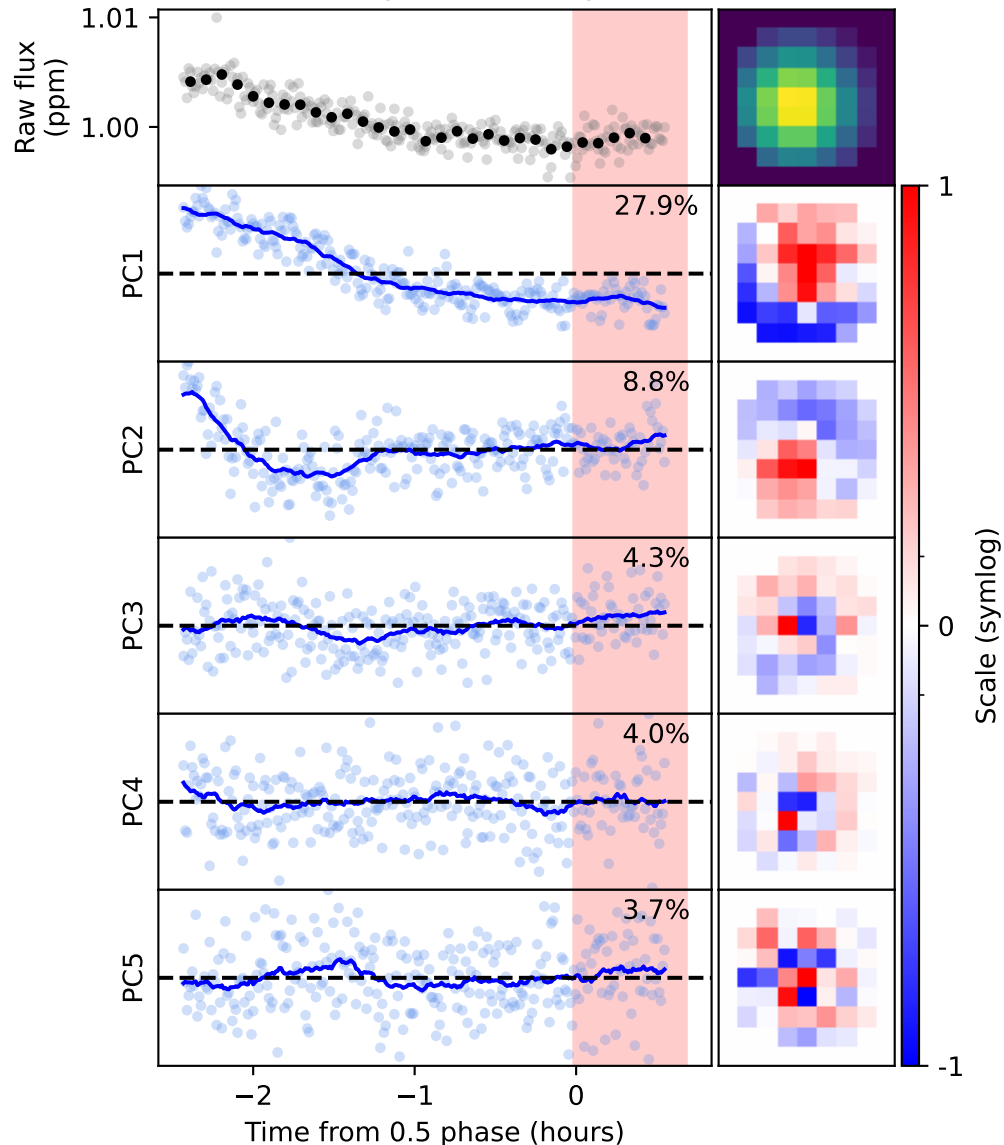 1.01
1.00
Raw flux
(ppm)
27.9%
PC1
8.8%
PC2
4.3%
PC3
4.0%
PC4
3.7%
PC5
−2
−1
0
Time from 0.5 phase (hours)
1
0
-1
Scale (symlog)